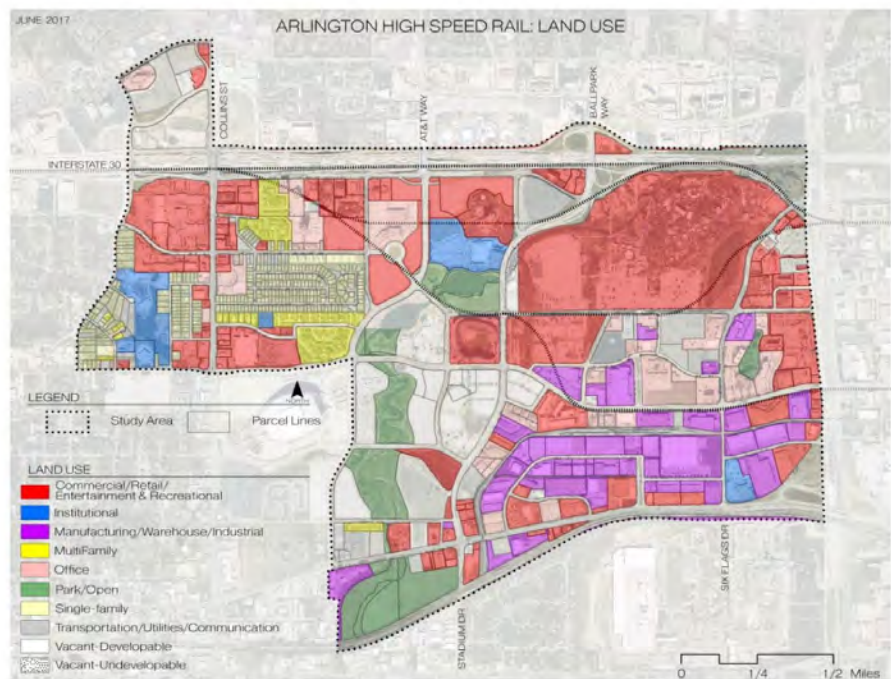 JUNE 2017
ARLINGTON HIGH SPEED RAIL: LAND USE
COLLINS ST
AT&T WAY
BALLPARK
WAY
INTERSTATE 30
LEGEND
NORTH
Study Area
Parcel Lines
LAND USE
Commercial/Retail/
Entertainment & Recreational
Institutional
Manufacturing/Warehouse/Industrial
MultiFamily
Office
Park/Open
Single-family
Transportation/Utilities/Communication
Vacant-Developable
Vacant-Undevelopable
STADIUM DR
SIX FLAGS DR
0 1/4 1/2 Miles